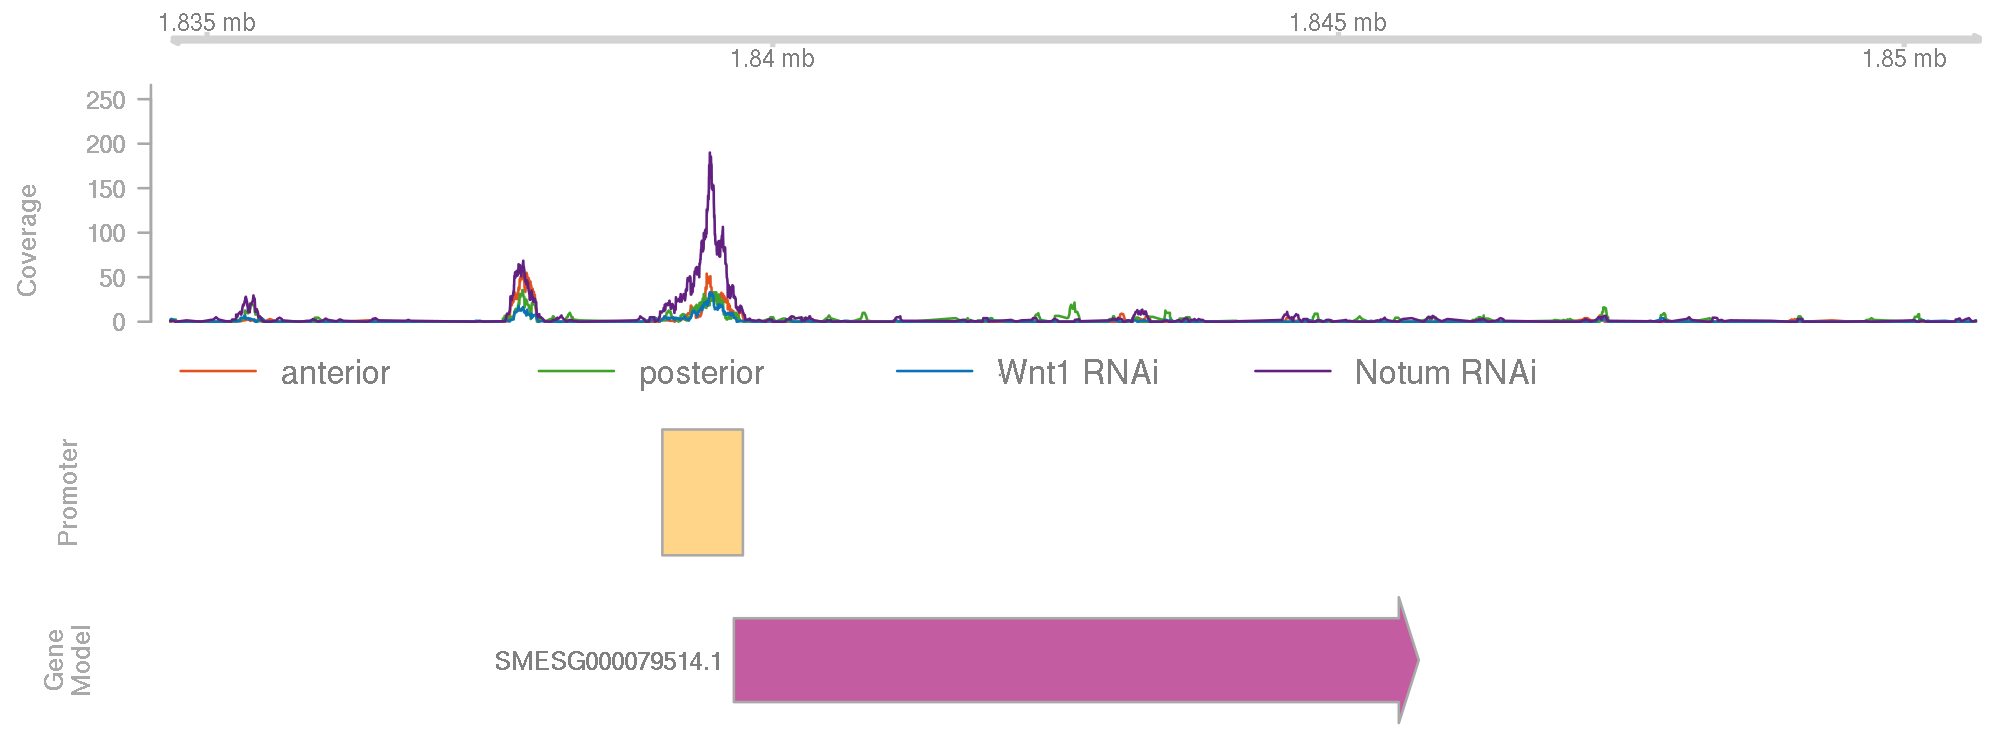 1.835 mb
1.845 mb
1.84 mb
1.85 mb
Coverage
250
200
150
100
50
0
anterior posterior Wnt1 RNAi Notum RNAi
Promoter
Gene
Model
SMESG000079514.1